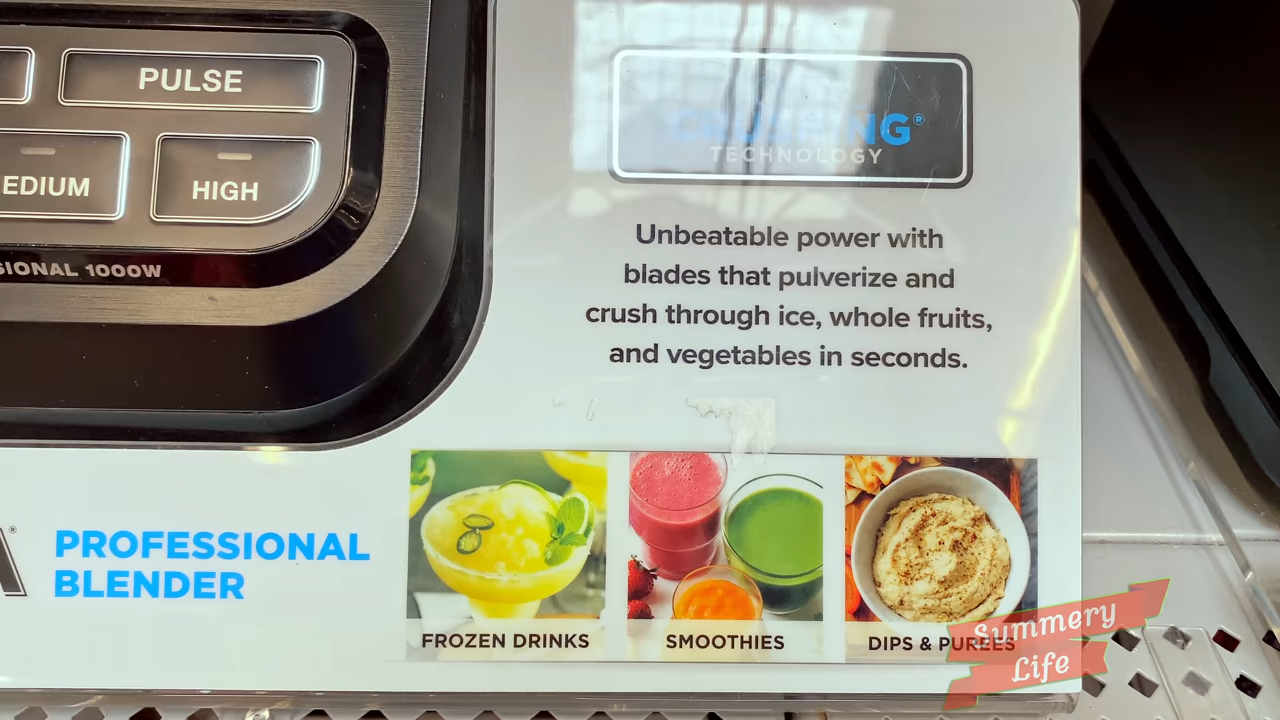 PULSE
EDIUM
HIGH
SIONAL 1000W
CRUSHING®
TECHNOLOGY
Unbeatable power with
blades that pulverize and
crush through ice, whole fruits,
and vegetables in seconds.
A®
PROFESSIONAL
BLENDER
FROZEN DRINKS
SMOOTHIES
DIPS & PUREES
Summery
Life